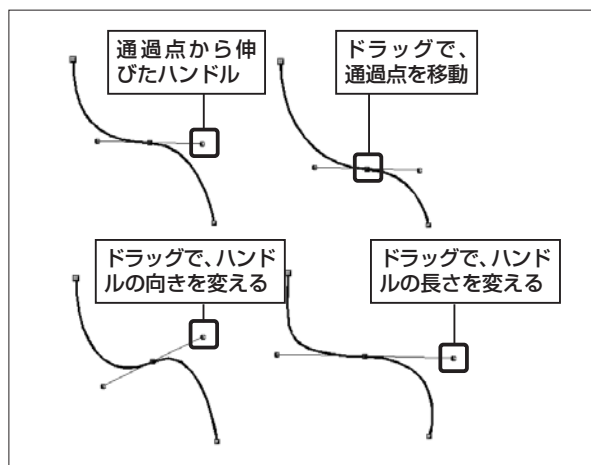 通過点から伸
びたハンドル
ドラッグで、
通過点を移動
ドラッグで、ハンド
ルの向きを変える
ドラッグで、ハンド
ルの長さを変える